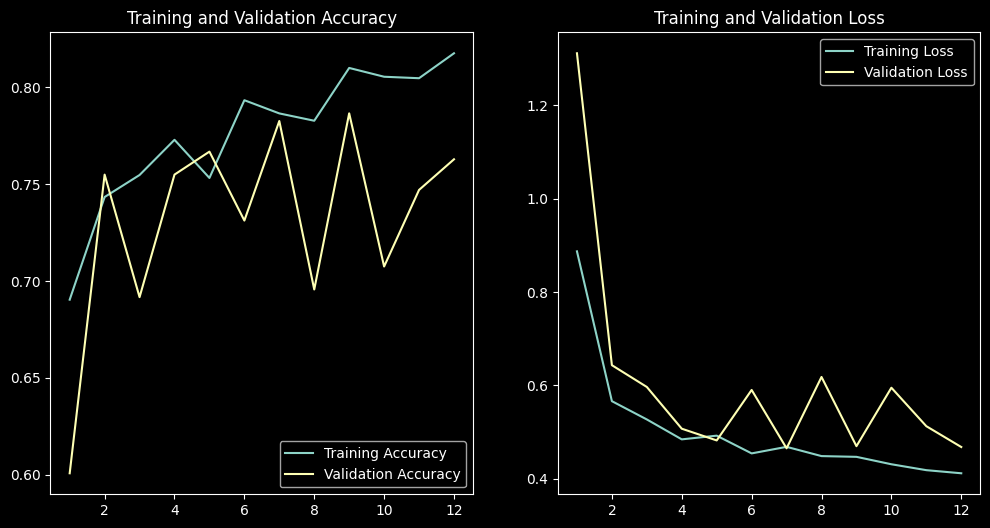 Training and Validation Accuracy
0.80
0.75
0.70
0.65
0.60
2 4 6 8 10 12
Training Accuracy
Validation Accuracy
Training and Validation Loss
1.2
1.0
0.8
0.6
0.4
2 4 6 8 10 12
Training Loss
Validation Loss